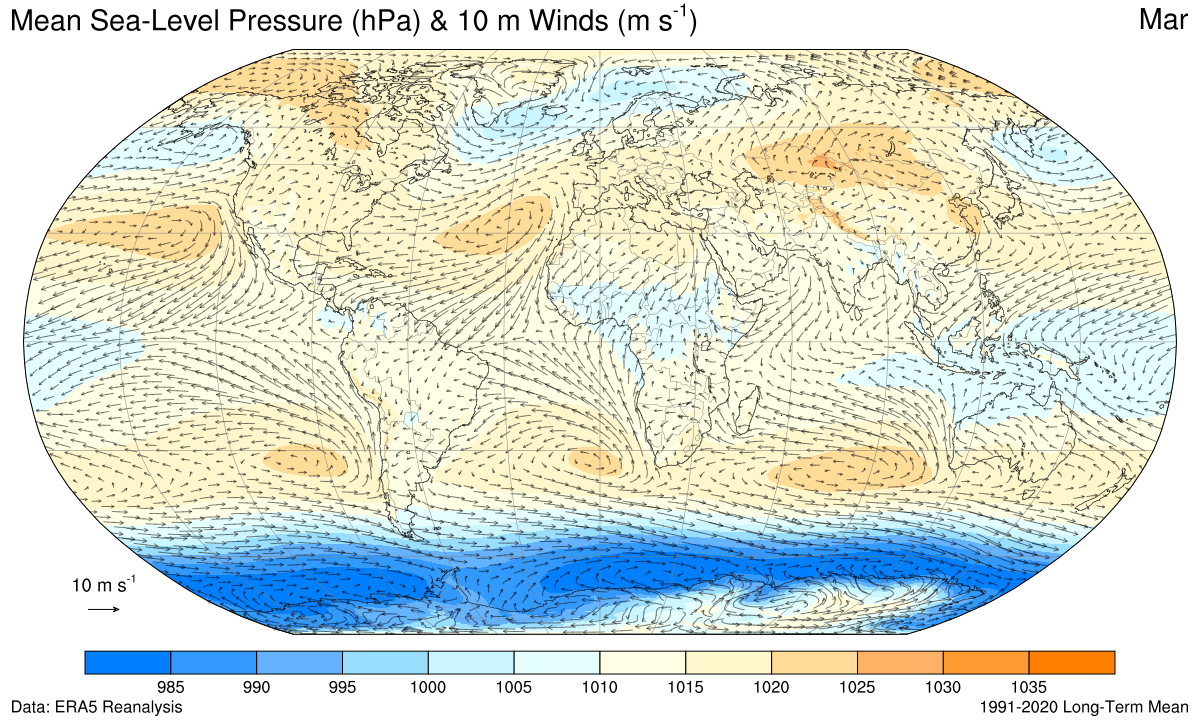 Mean Sea-Level Pressure (hPa) & 10 m Winds (m s⁻¹)
Mar
10 m s⁻¹
985 990 995 1000 1005 1010 1015 1020 1025 1030 1035
Data: ERA5 Reanalysis
1991-2020 Long-Term Mean